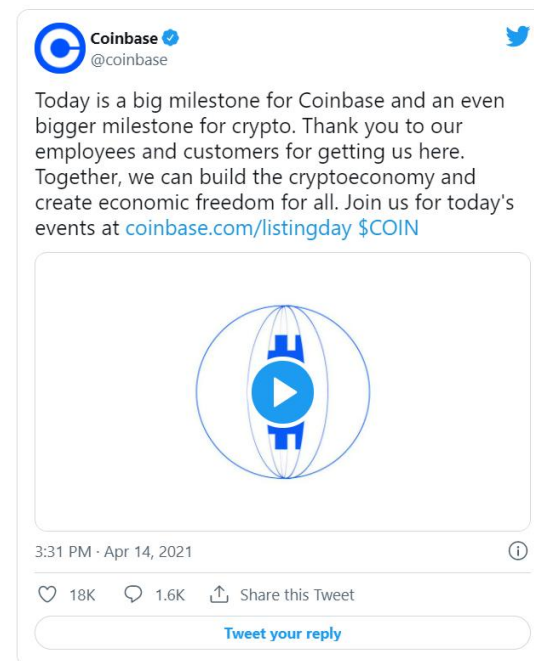 Coinbase
@coinbase
Today is a big milestone for Coinbase and an even
bigger milestone for crypto. Thank you to our
employees and customers for getting us here.
Together, we can build the cryptoeconomy and
create economic freedom for all. Join us for today's
events at coinbase.com/listingday $COIN
3:31 PM · Apr 14, 2021
18K 1.6K Share this Tweet
Tweet your reply